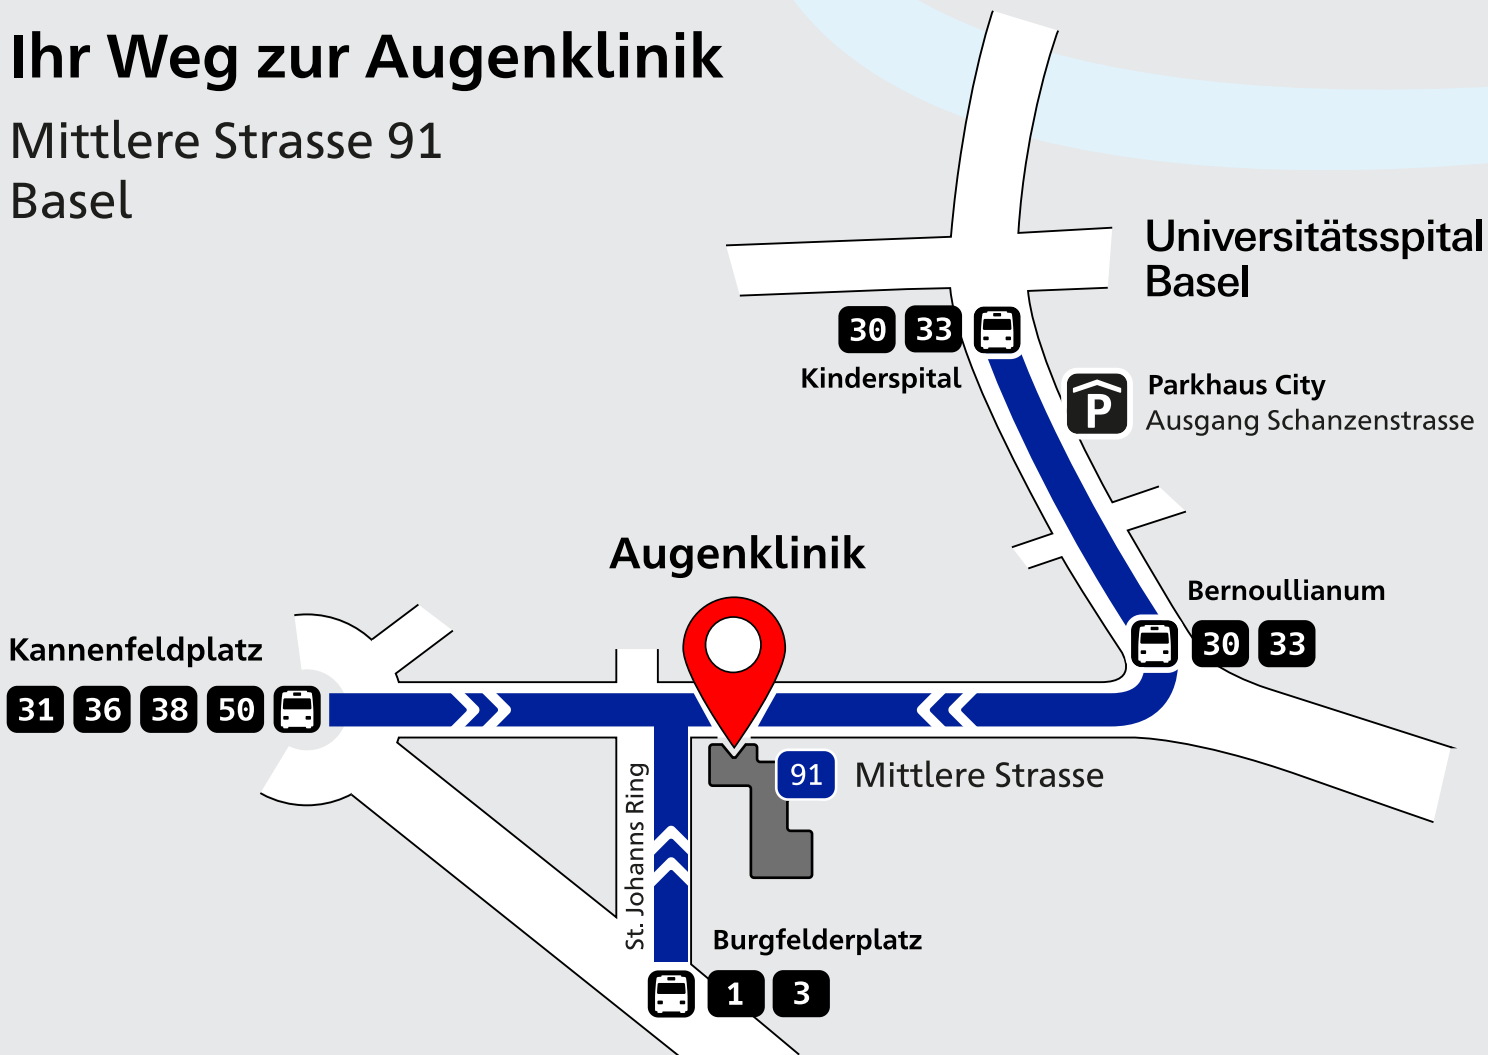 Ihr Weg zur Augenklinik
Mittlere Strasse 91
Basel
Universitätsspital
Basel
30 33
Kinderspital
P
Parkhaus City
Ausgang Schanzenstrasse
Augenklinik
Bernoullianum
30 33
Kannenfeldplatz
31 36 38 50
91 Mittlere Strasse
St. Johanns Ring
Burgfelderplatz
1 3